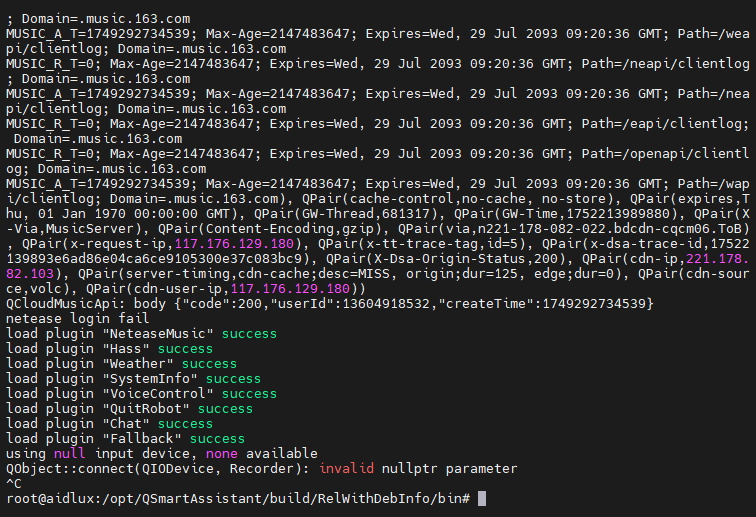 ; Domain=.music.163.com
MUSIC_A_T=1749292734539; Max-Age=2147483647; Expires=Wed, 29 Jul 2093 09:20:36 GMT; Path=/wea
pi/clientlog; Domain=.music.163.com
MUSIC_R_T=0; Max-Age=2147483647; Expires=Wed, 29 Jul 2093 09:20:36 GMT; Path=/neapi/clientlog
; Domain=.music.163.com
MUSIC_A_T=1749292734539; Max-Age=2147483647; Expires=Wed, 29 Jul 2093 09:20:36 GMT; Path=/nea
pi/clientlog; Domain=.music.163.com
MUSIC_R_T=0; Max-Age=2147483647; Expires=Wed, 29 Jul 2093 09:20:36 GMT; Path=/eapi/clientlog;
 Domain=.music.163.com
MUSIC_R_T=0; Max-Age=2147483647; Expires=Wed, 29 Jul 2093 09:20:36 GMT; Path=/openapi/clientl
og; Domain=.music.163.com
MUSIC_A_T=1749292734539; Max-Age=2147483647; Expires=Wed, 29 Jul 2093 09:20:36 GMT; Path=/wap
i/clientlog; Domain=.music.163.com), QPair(cache-control,no-cache, no-store), QPair(expires,T
hu, 01 Jan 1970 00:00:00 GMT), QPair(GW-Thread,681317), QPair(GW-Time,1752213989880), QPair(X
-Via,MusicServer), QPair(Content-Encoding,gzip), QPair(via,n221-178-082-022.bdcdn-cqcm06.ToB)
, QPair(x-request-ip,117.176.129.180), QPair(x-tt-trace-tag,id=5), QPair(x-dsa-trace-id,17522
139893e6ad86e04ca6ce9105300e37c083bc9), QPair(X-Dsa-Origin-Status,200), QPair(cdn-ip,221.178.
82.103), QPair(server-timing,cdn-cache;desc=MISS, origin;dur=125, edge;dur=0), QPair(cdn-sour
ce,volc), QPair(cdn-user-ip,117.176.129.180))
QCloudMusicApi: body {"code":200,"userId":13604918532,"createTime":1749292734539}
netease login fail
load plugin "NeteaseMusic" success
load plugin "Hass" success
load plugin "Weather" success
load plugin "SystemInfo" success
load plugin "VoiceControl" success
load plugin "QuitRobot" success
load plugin "Chat" success
load plugin "Fallback" success
using null input device, none available
QObject::connect(QIODevice, Recorder): invalid nullptr parameter
^C
root@aidlux:/opt/QSmartAssistant/build/RelWithDebInfo/bin#